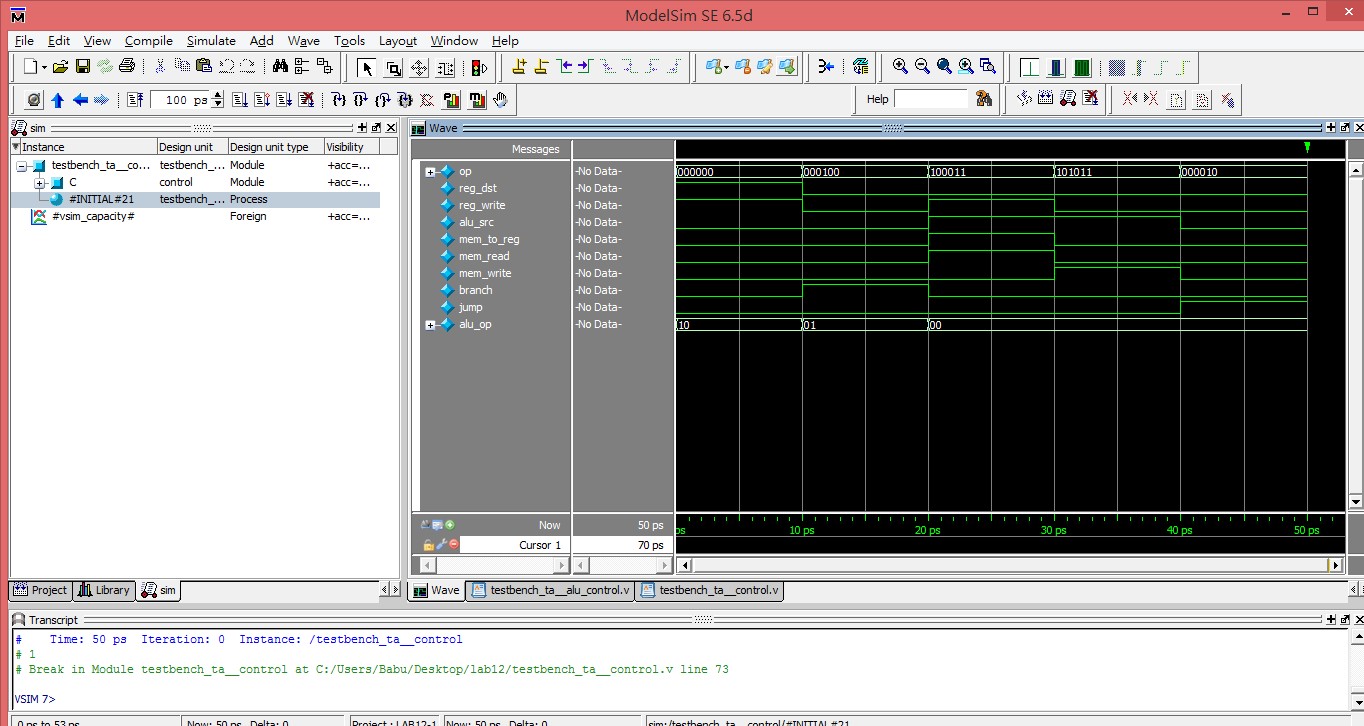 ModelSim SE 6.5d
File Edit View Compile Simulate Add Wave Tools Layout Window Help
100 ps
Help
sim
Wave
Instance Design unit Design unit type Visibility
testbench_ta__co... testbench_... Module +acc=...
C control Module +acc=...
#INITIAL#21 testbench_... Process
#vsim_capacity# Foreign +acc=...
Messages
op -No Data- 000000 000100 100011 101011 000010
reg_dst -No Data-
reg_write -No Data-
alu_src -No Data-
mem_to_reg -No Data-
mem_read -No Data-
mem_write -No Data-
branch -No Data-
jump -No Data-
alu_op -No Data- 10 01 00
Now 50 ps ps 10 ps 20 ps 30 ps 40 ps 50 ps
Cursor 1 70 ps
Project Library sim
Wave testbench_ta__alu_control.v testbench_ta__control.v
Transcript
# Time: 50 ps Iteration: 0 Instance: /testbench_ta__control
# 1
# Break in Module testbench_ta__control at C:/Users/Babu/Desktop/lab12/testbench_ta__control.v line 73
VSIM 7>
0 ps to 53 ps Now: 50 ps Delta: 0 Project : LAB12-1 Now: 50 ps Delta: 0 sim:/testbench_ta__control/#INITIAL#21